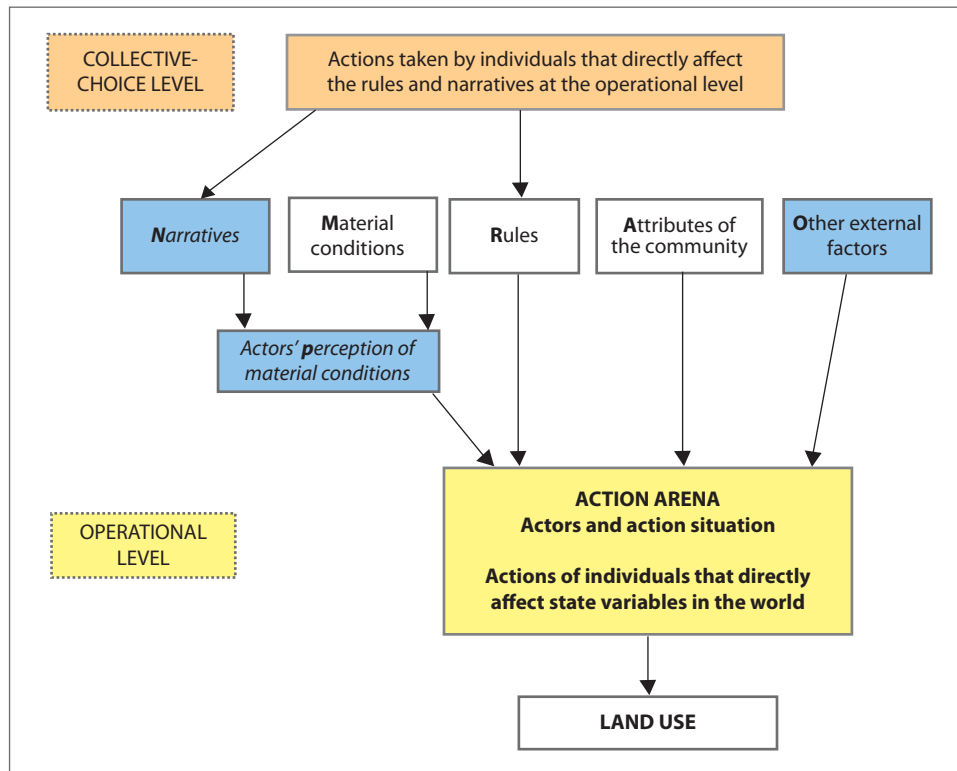 COLLECTIVE-
CHOICE LEVEL
Actions taken by individuals that directly affect
the rules and narratives at the operational level
Narratives
Material
conditions
Rules
Attributes of
the community
Other external
factors
Actors’ perception of
material conditions
OPERATIONAL
LEVEL
ACTION ARENA
Actors and action situation
Actions of individuals that directly
affect state variables in the world
LAND USE